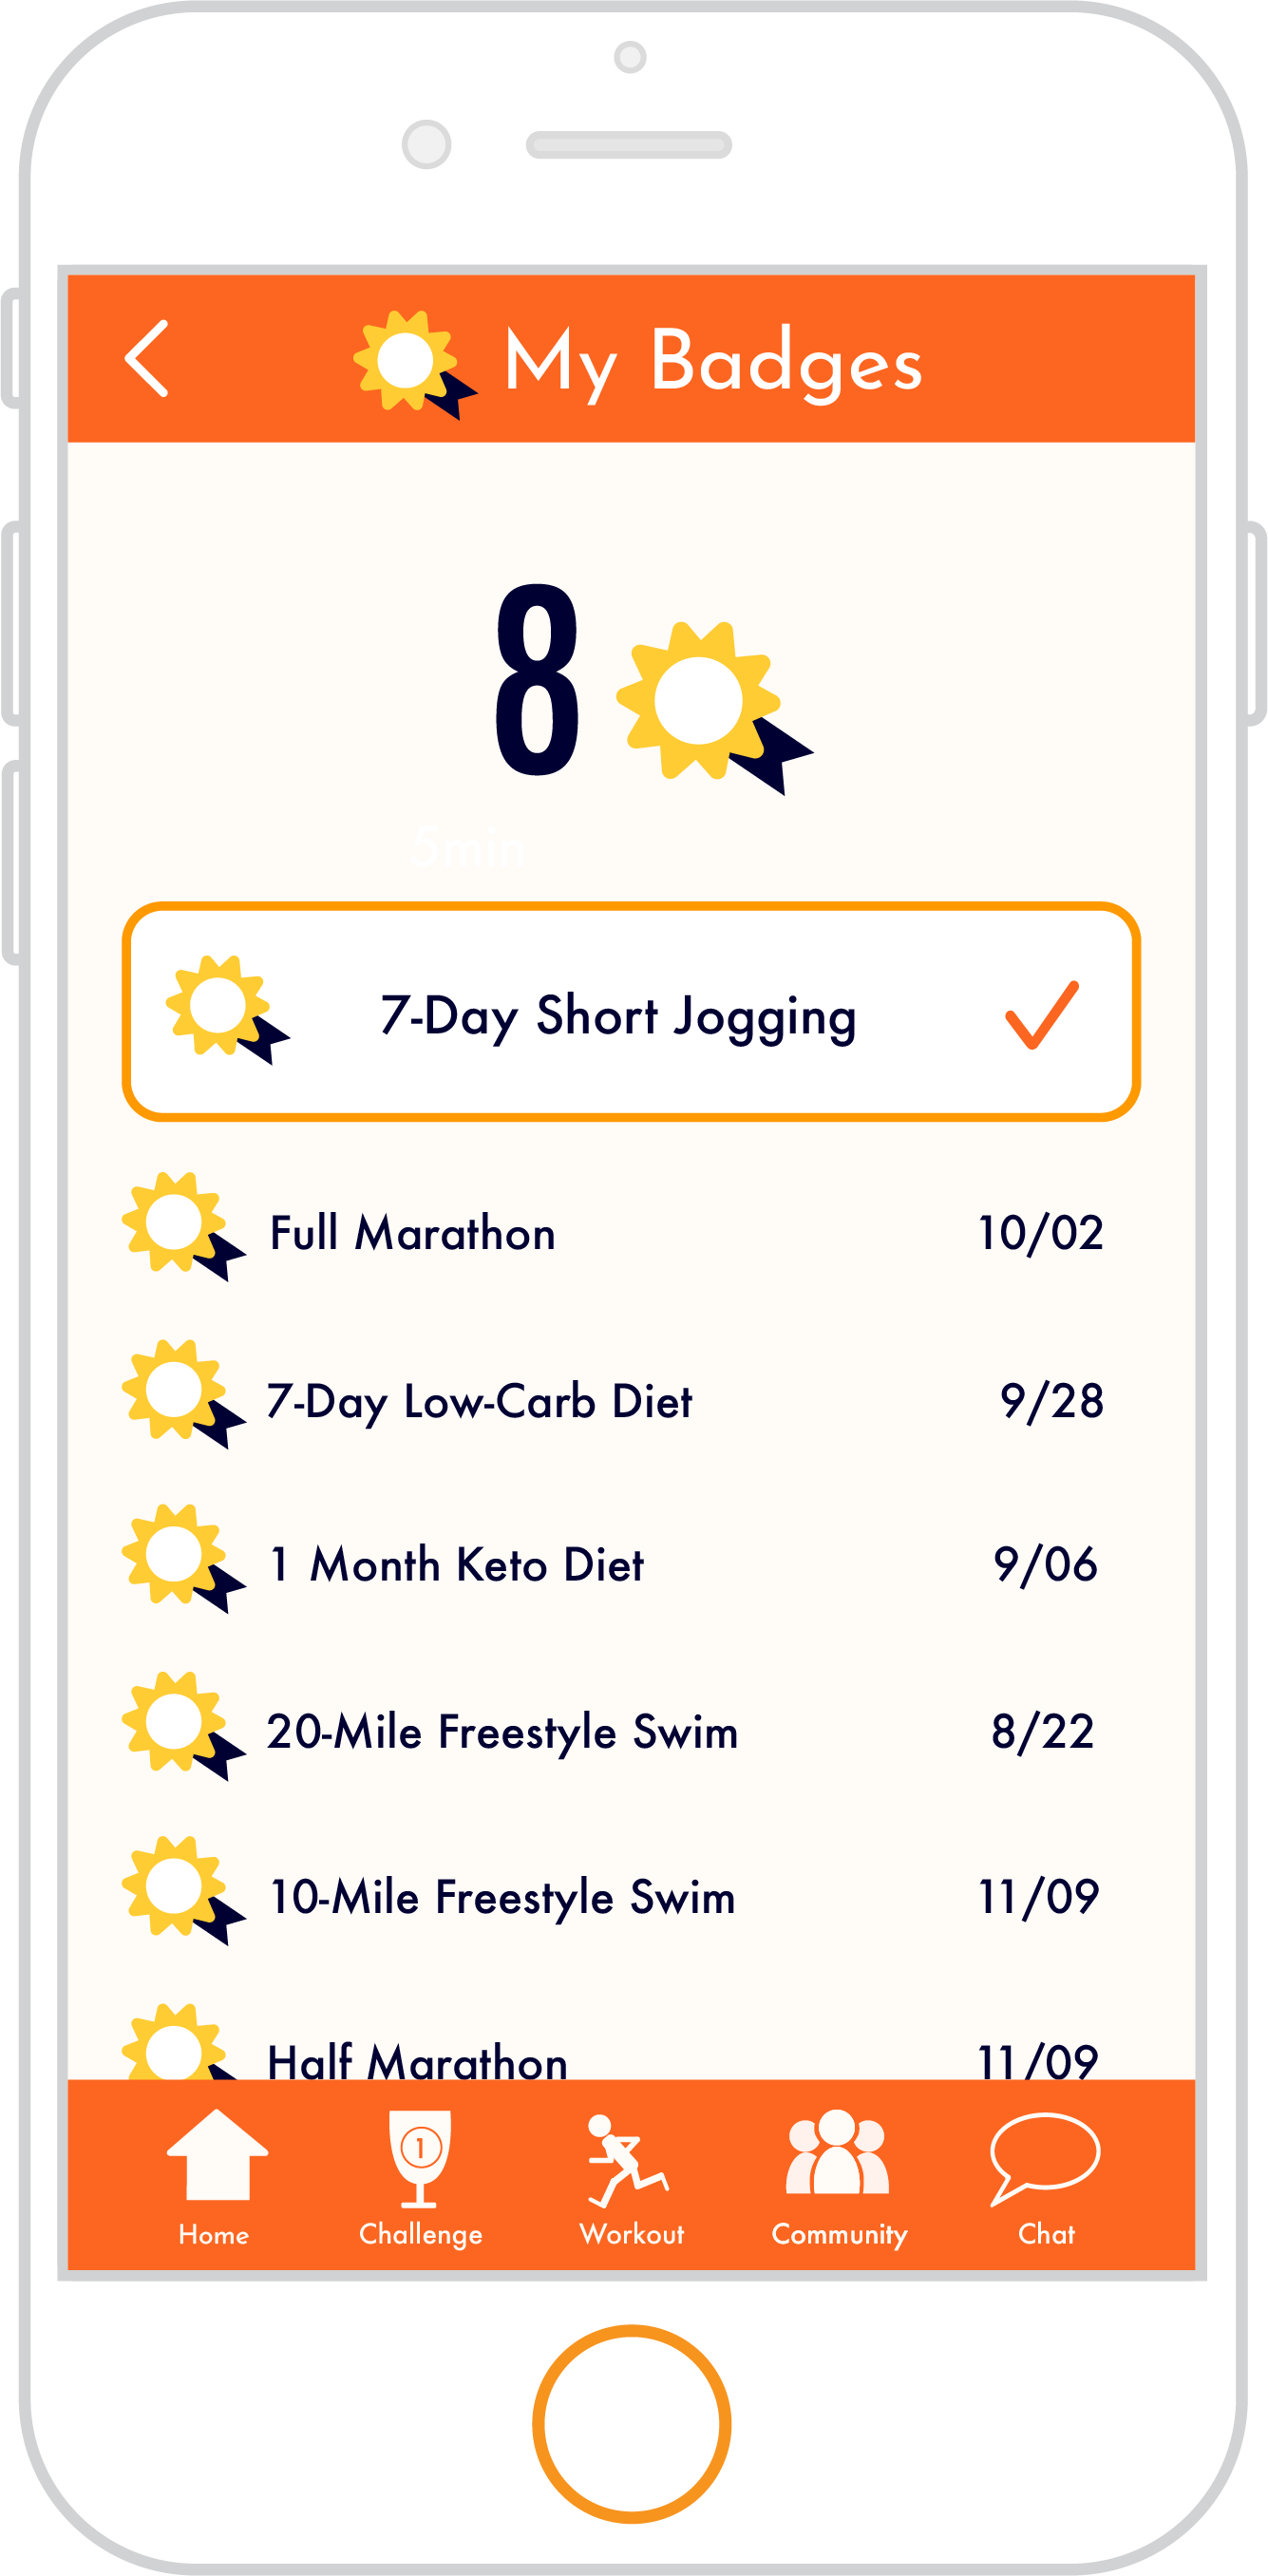 My Badges
8
5min
7-Day Short Jogging
Full Marathon 10/02
7-Day Low-Carb Diet 9/28
1 Month Keto Diet 9/06
20-Mile Freestyle Swim 8/22
10-Mile Freestyle Swim 11/09
Half Marathon 11/09
1
Home Challenge Workout Community Chat